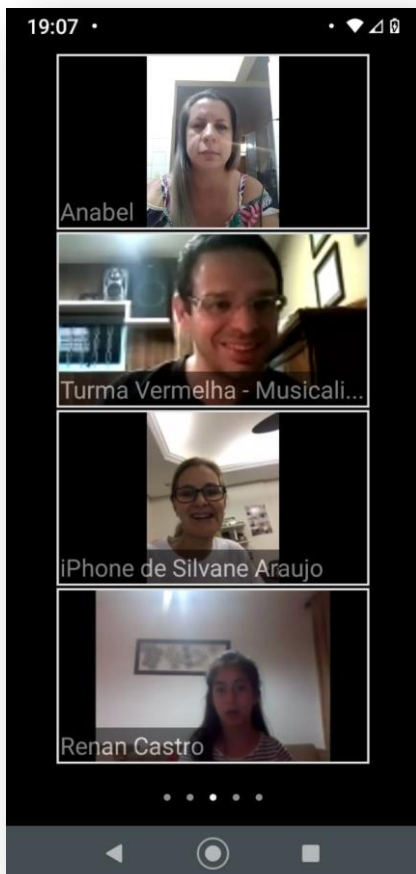 19:07
Anabel
Turma Vermelha - Musicali...
iPhone de Silvane Araujo
Renan Castro